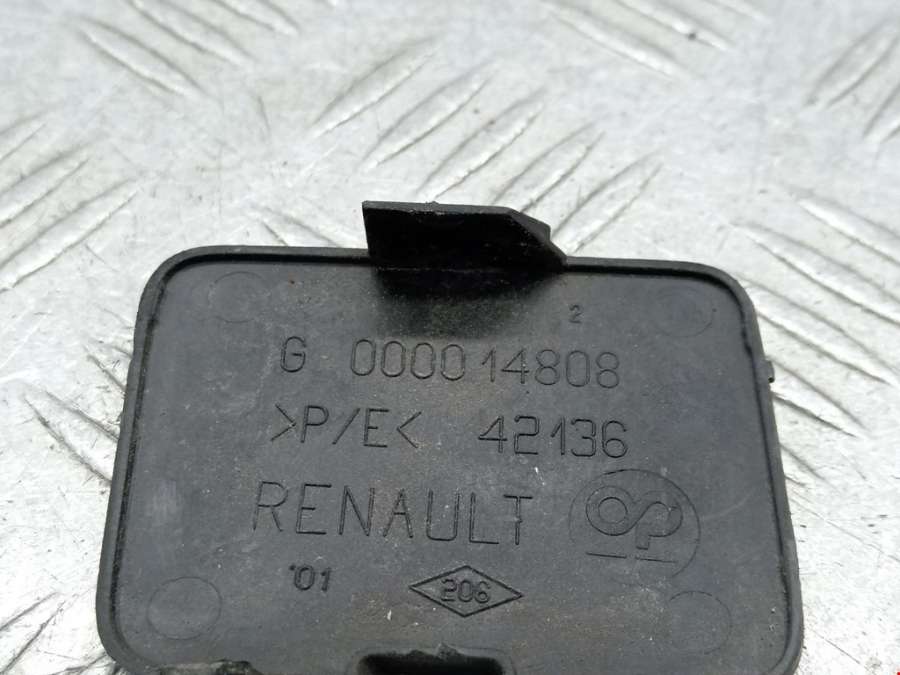 2
G 000014808
>P/E< 42136
RENAULT
'01 206